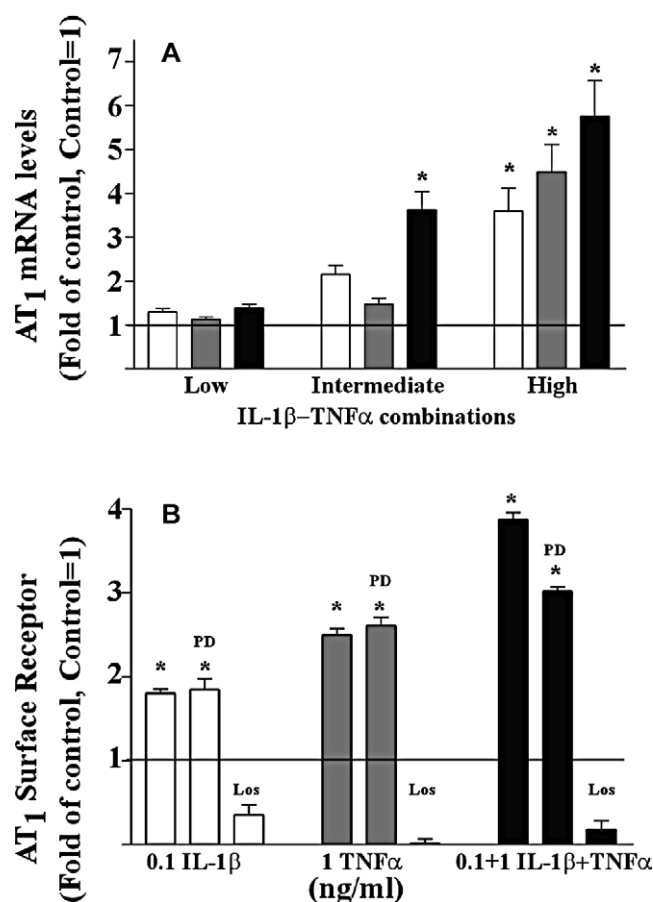 A
AT1 mRNA levels
(Fold of control, Control=1)
7
6
5
4
3
2
1
* * * *
Low Intermediate High
IL-1β–TNFα combinations
B
AT1 Surface Receptor
(Fold of control, Control=1)
4
3
2
1
*
PD
*
*
PD
*
*
PD
*
Los Los Los
0.1 IL-1β 1 TNFα 0.1+1 IL-1β+TNFα
(ng/ml)